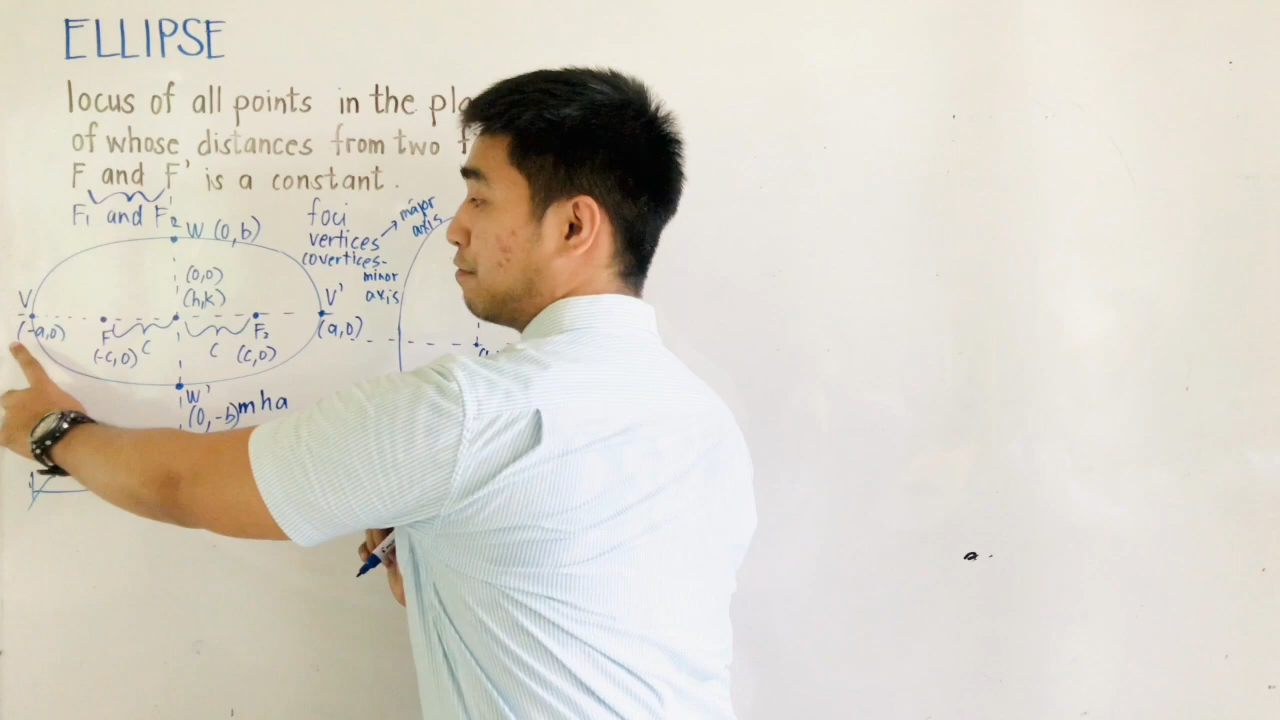 ELLIPSE
locus of all points in the
of whose distances from two
F and F' is a constant.
F₁ and F₂
W (0,b)
foci
vertices
covertices-
major
axis
minor
axis
(0,0)
(h,k)
V
(-a,0)
V'
(a,0)
F
(-c,0)
c
c
F₂
(c,0)
W'
(0,-b)
mha